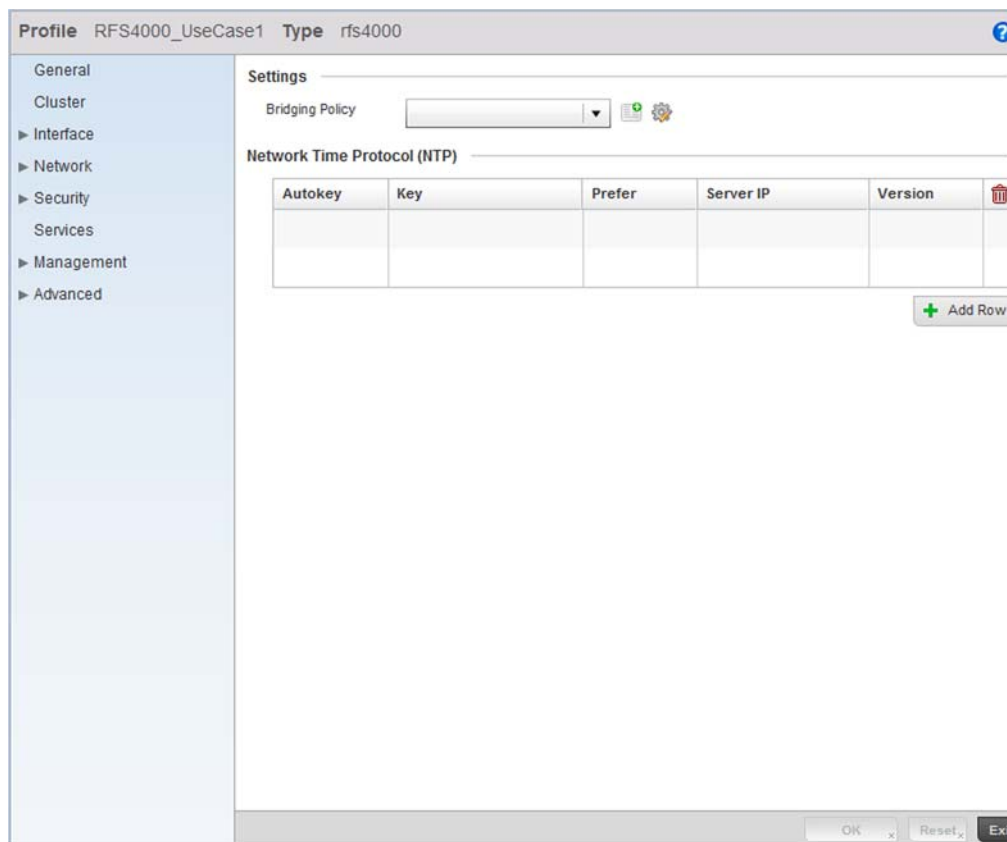 Profile RFS4000_UseCase1 Type rfs4000
?
General
Cluster
Interface
Network
Security
Services
Management
Advanced
Settings
Bridging Policy
Network Time Protocol (NTP)
Autokey Key Prefer Server IP Version
Add Row
OK Reset Ex